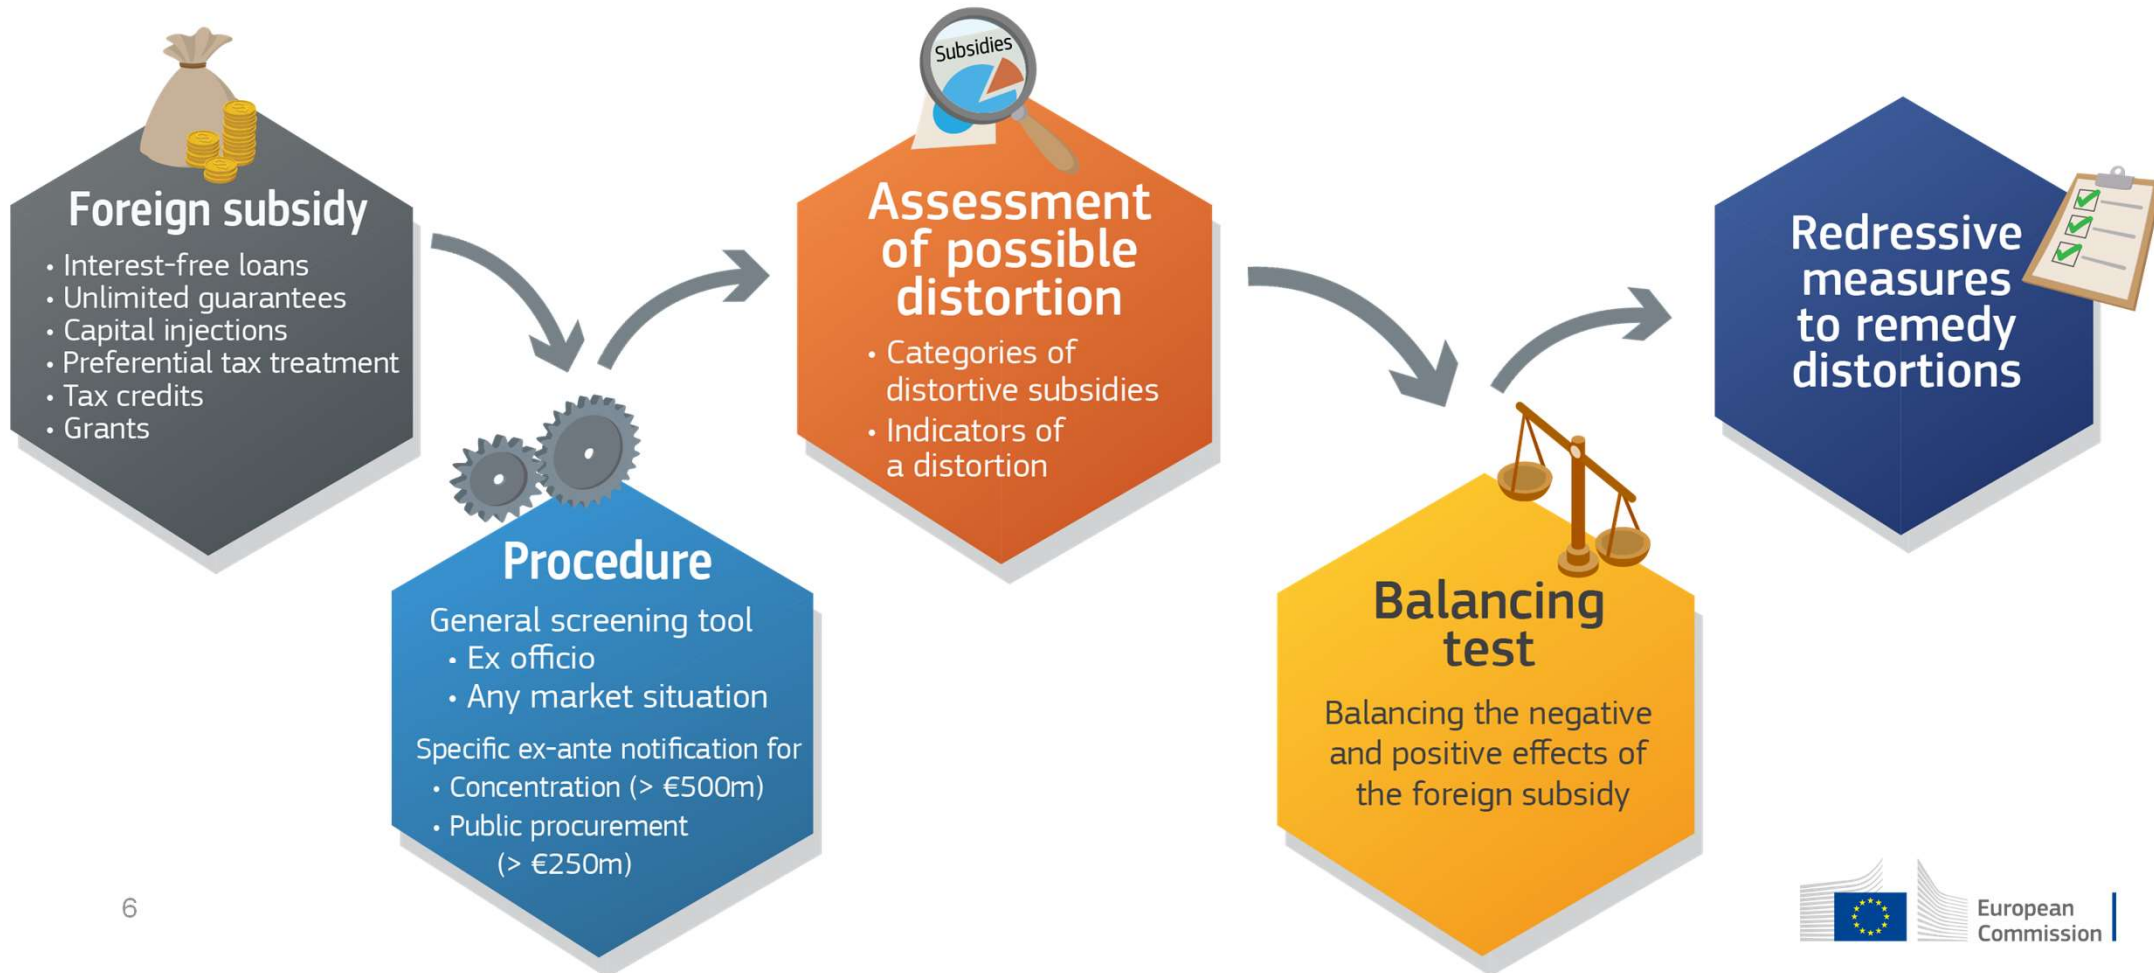 Foreign subsidy
• Interest-free loans
• Unlimited guarantees
• Capital injections
• Preferential tax treatment
• Tax credits
• Grants
Procedure
General screening tool
• Ex officio
• Any market situation
Specific ex-ante notification for
• Concentration (> €500m)
• Public procurement
(> €250m)
Subsidies
Assessment
of possible
distortion
• Categories of
distortive subsidies
• Indicators of
a distortion
Balancing
test
Balancing the negative
and positive effects of
the foreign subsidy
Redressive
measures
to remedy
distortions
6
European
Commission